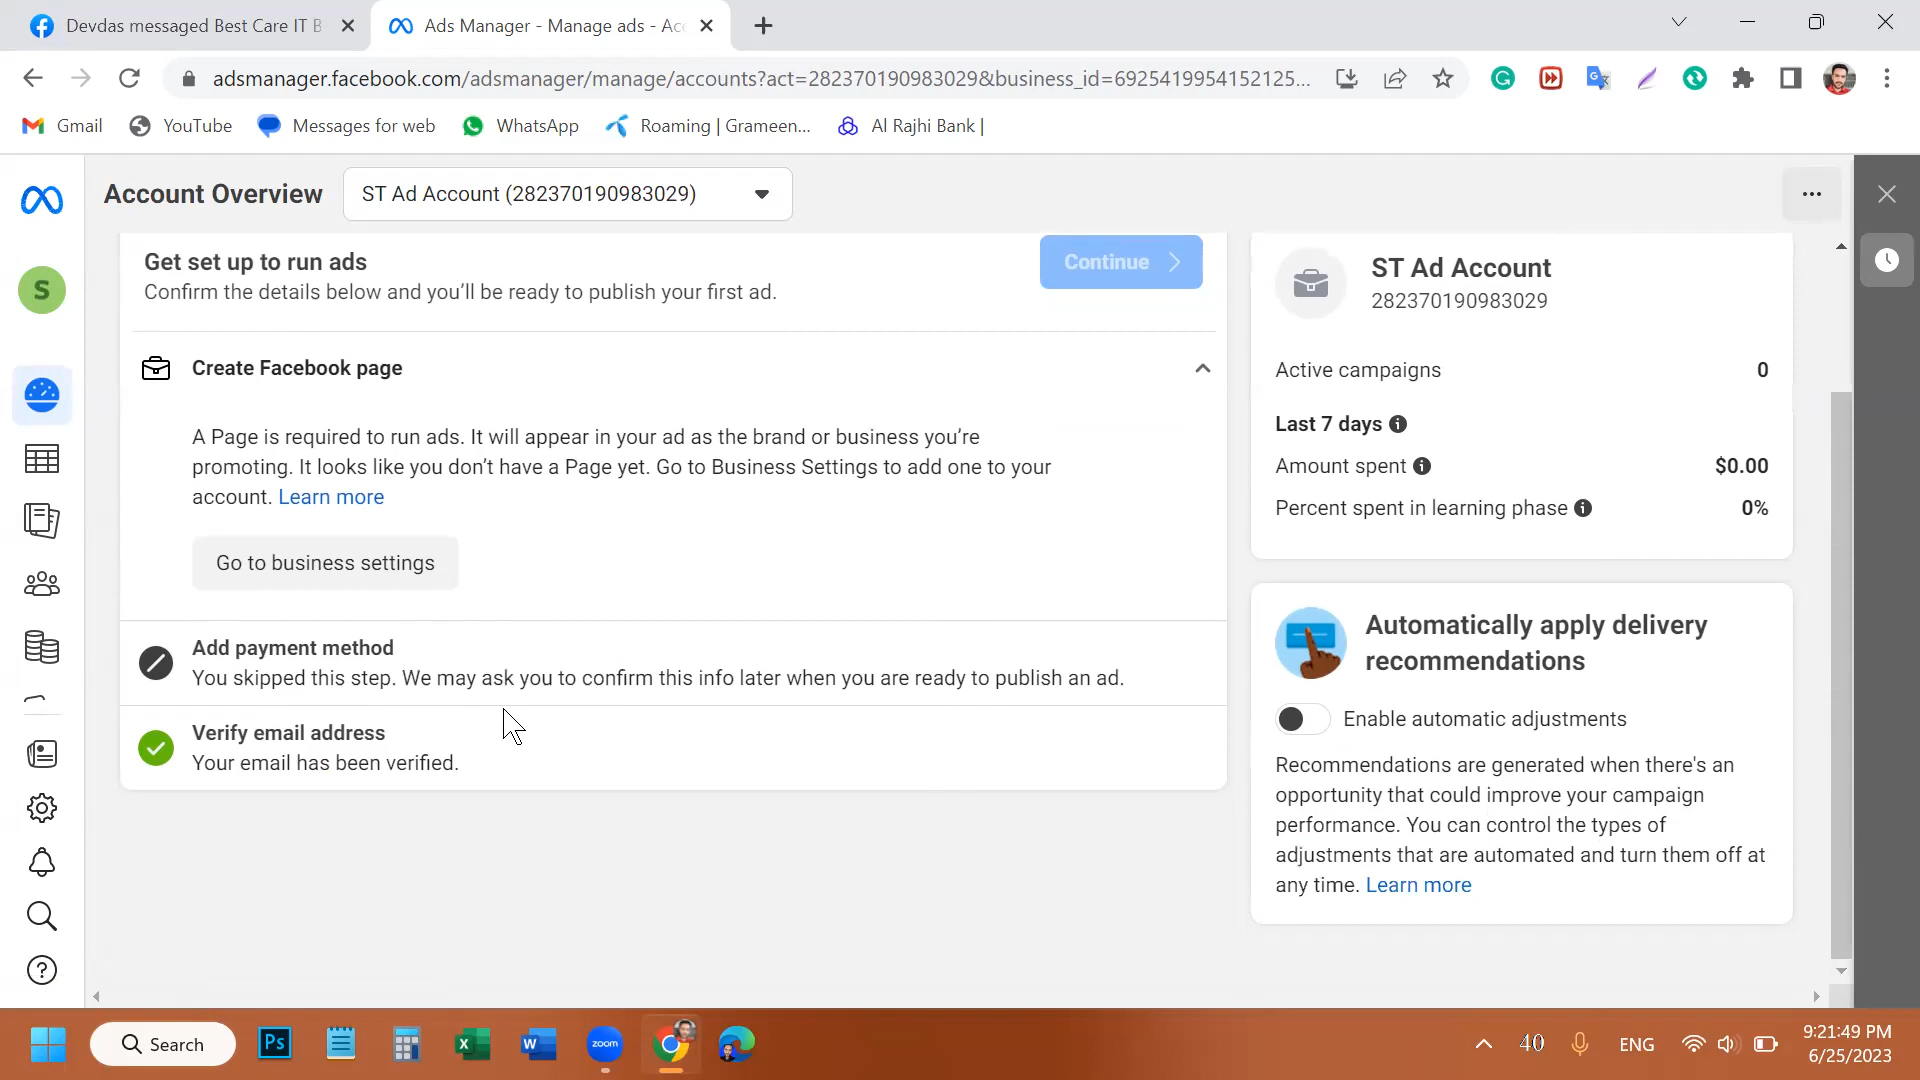 Devdas messaged Best Care IT B
Ads Manager - Manage ads - Acc
adsmanager.facebook.com/adsmanager/manage/accounts?act=282370190983029&business_id=6925419954152125...
Gmail
YouTube
Messages for web
WhatsApp
Roaming | Grameen...
Al Rajhi Bank |
Account Overview
ST Ad Account (282370190983029)
S
Get set up to run ads
Continue
Confirm the details below and you'll be ready to publish your first ad.
Create Facebook page
A Page is required to run ads. It will appear in your ad as the brand or business you're
promoting. It looks like you don't have a Page yet. Go to Business Settings to add one to your
account. Learn more
Go to business settings
Add payment method
You skipped this step. We may ask you to confirm this info later when you are ready to publish an ad.
Verify email address
Your email has been verified.
ST Ad Account
282370190983029
Active campaigns 0
Last 7 days
Amount spent $0.00
Percent spent in learning phase 0%
Automatically apply delivery
recommendations
Enable automatic adjustments
Recommendations are generated when there's an
opportunity that could improve your campaign
performance. You can control the types of
adjustments that are automated and turn them off at
any time. Learn more
Search
Ps
zoom
40
ENG
9:21:49 PM
6/25/2023